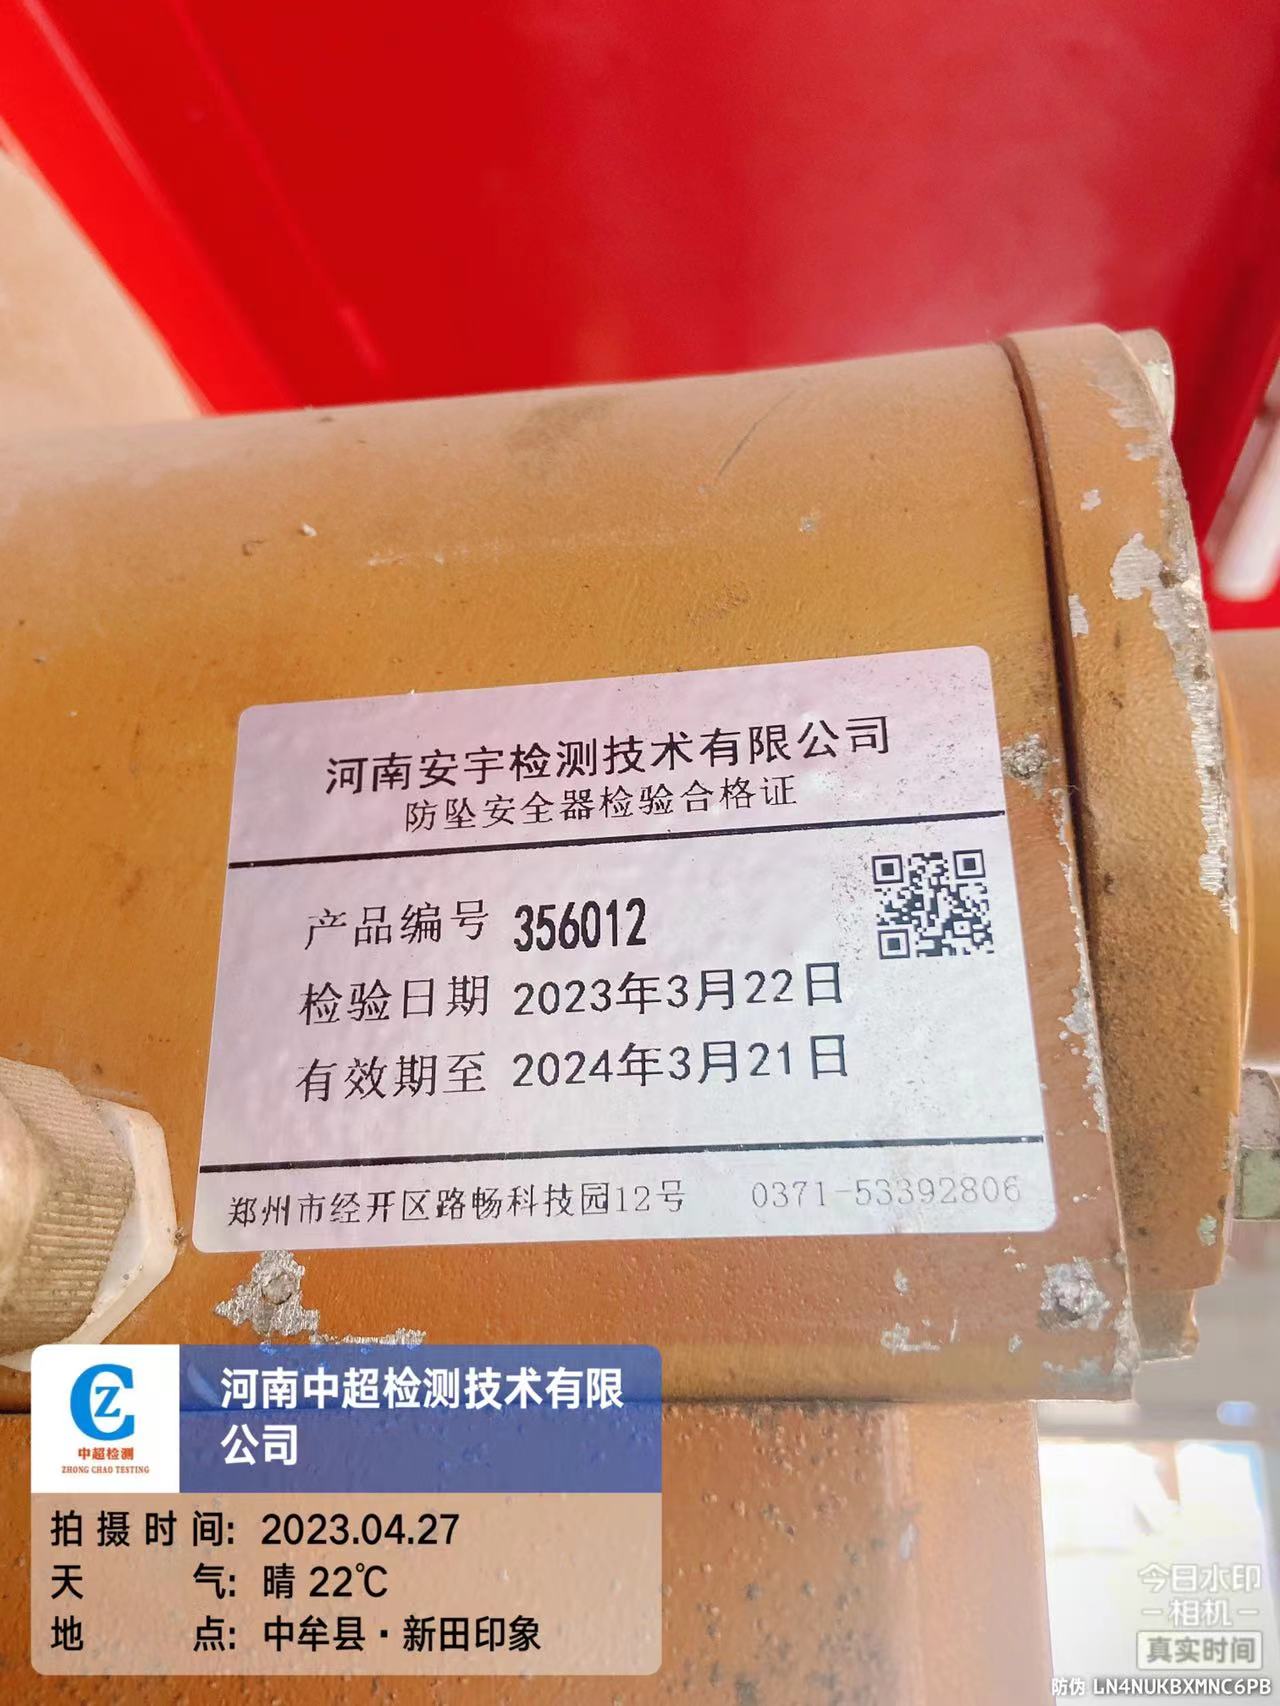 河南安宇检测技术有限公司
防坠安全器检验合格证
产品编号 356012
检验日期 2023年3月22日
有效期至 2024年3月21日
郑州市经开区路畅科技园12号 0371-53392806
中超检测
ZHONG CHAO TESTING
河南中超检测技术有限
公司
拍摄时间: 2023.04.27
天气: 晴 22℃
地点: 中牟县·新田印象
今日水印
相机
真实时间
防伪 LN4NUKBXMNC6PB